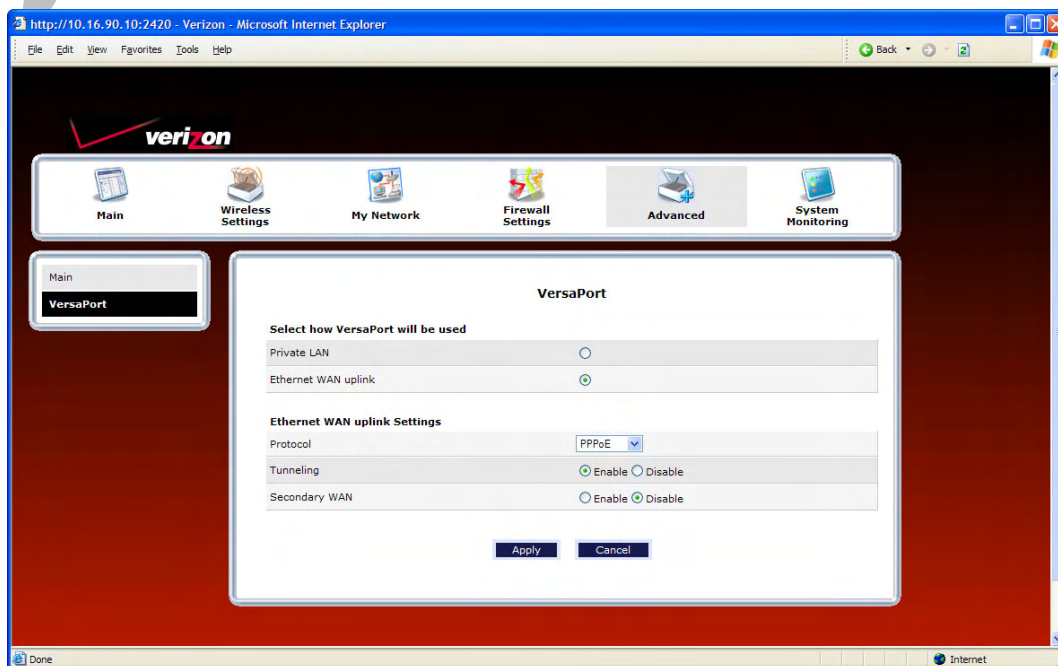 http://10.16.90.10:2420 - Verizon - Microsoft Internet Explorer
File Edit View Favorites Tools Help
Back
verizon
Main
Wireless Settings
My Network
Firewall Settings
Advanced
System Monitoring
Main
VersaPort
VersaPort
Select how VersaPort will be used
Private LAN
Ethernet WAN uplink
Ethernet WAN uplink Settings
Protocol PPPoE
Tunneling Enable Disable
Secondary WAN Enable Disable
Apply Cancel
Done Internet